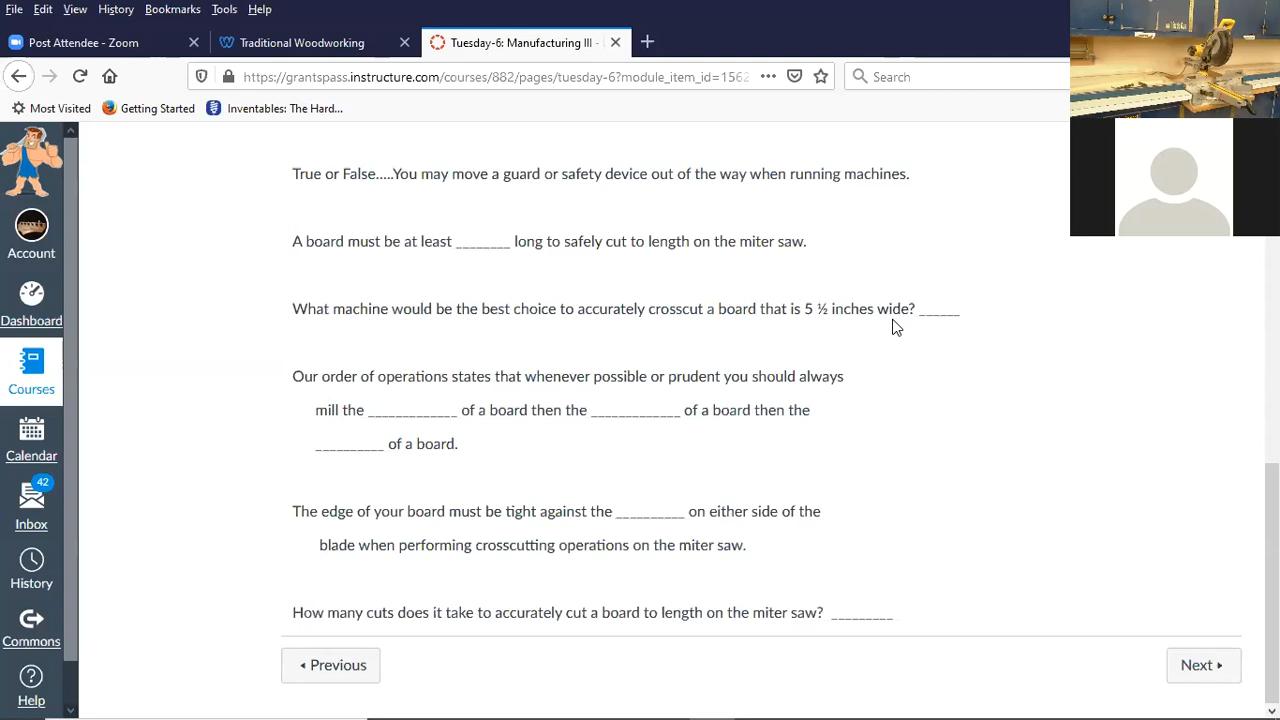 File Edit View History Bookmarks Tools Help
Post Attendee - Zoom
Traditional Woodworking
Tuesday-6: Manufacturing III -
https://grantspass.instructure.com/courses/882/pages/tuesday-6?module_item_id=1562
Search
Most Visited Getting Started Inventables: The Hard...
Account
Dashboard
Courses
Calendar
42
Inbox
History
Commons
Help
True or False.....You may move a guard or safety device out of the way when running machines.
A board must be at least ________ long to safely cut to length on the miter saw.
What machine would be the best choice to accurately crosscut a board that is 5 ½ inches wide? ______
Our order of operations states that whenever possible or prudent you should always
mill the _____________ of a board then the _____________ of a board then the
__________ of a board.
The edge of your board must be tight against the __________ on either side of the
blade when performing crosscutting operations on the miter saw.
How many cuts does it take to accurately cut a board to length on the miter saw? _________
Previous
Next